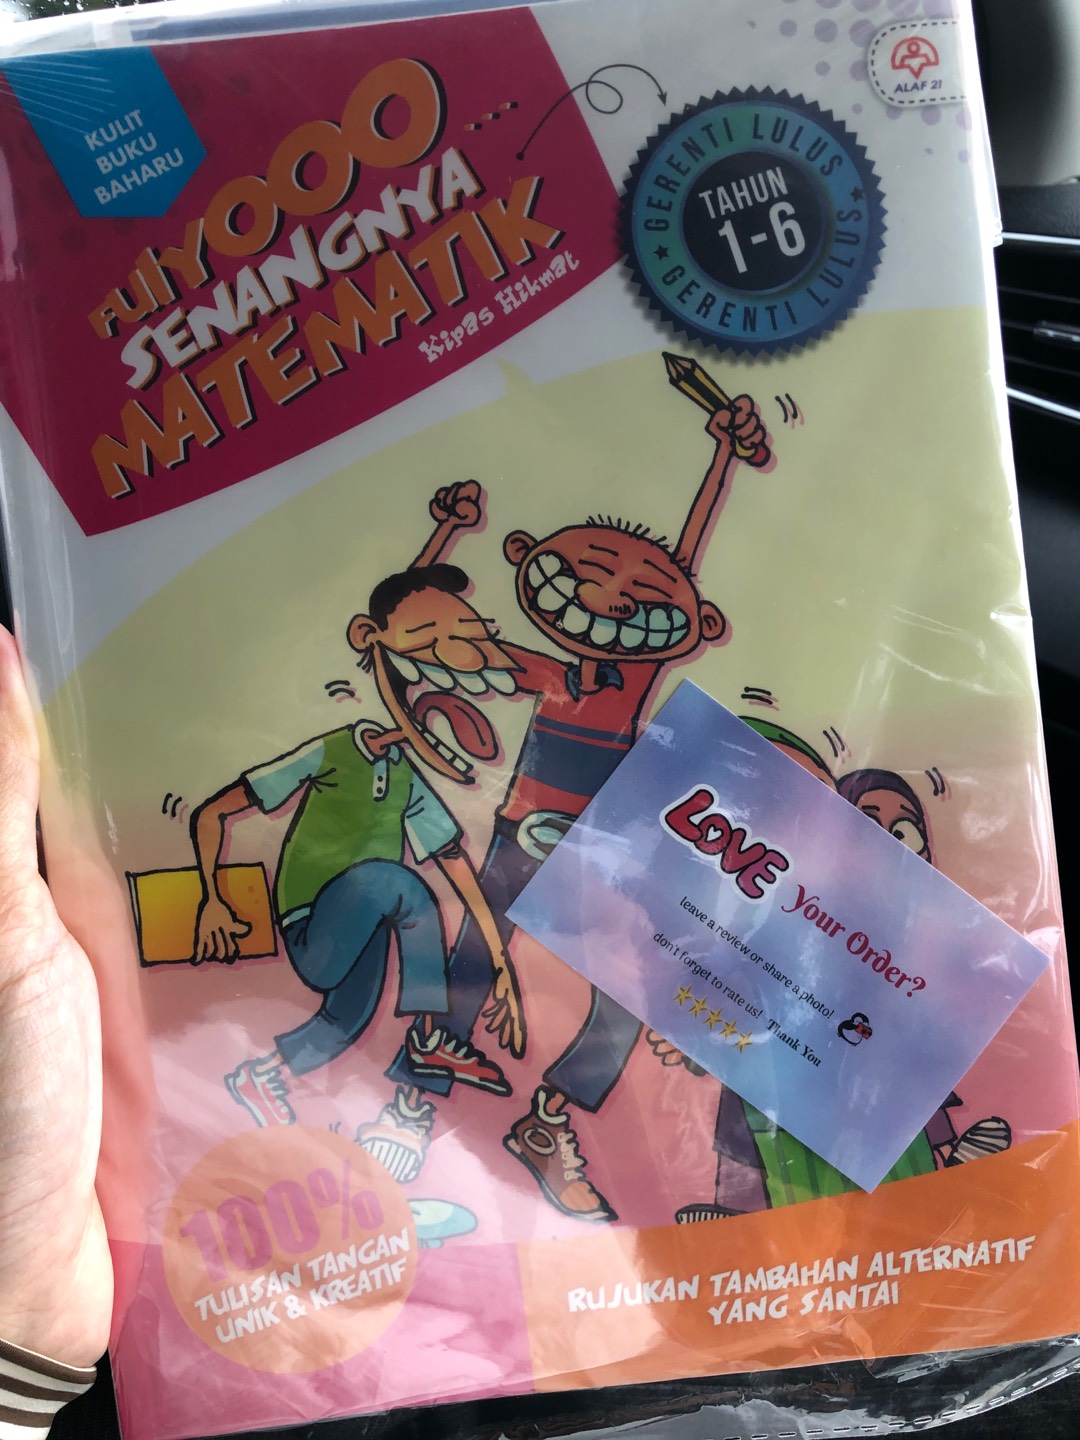 KULIT
BUKU
BAHARU
FUIYOOO...
SENANGNYA
MATEMATIK
Kipas Hikmat
GERENTI LULUS
TAHUN
1-6
GERENTI LULUS
ALAF 21
LOVE your Order?
leave a review or share a photo!
don't forget to rate us! Thank You
100%
TULISAN TANGAN
UNIK & KREATIF
RUJUKAN TAMBAHAN ALTERNATIF
YANG SANTAI